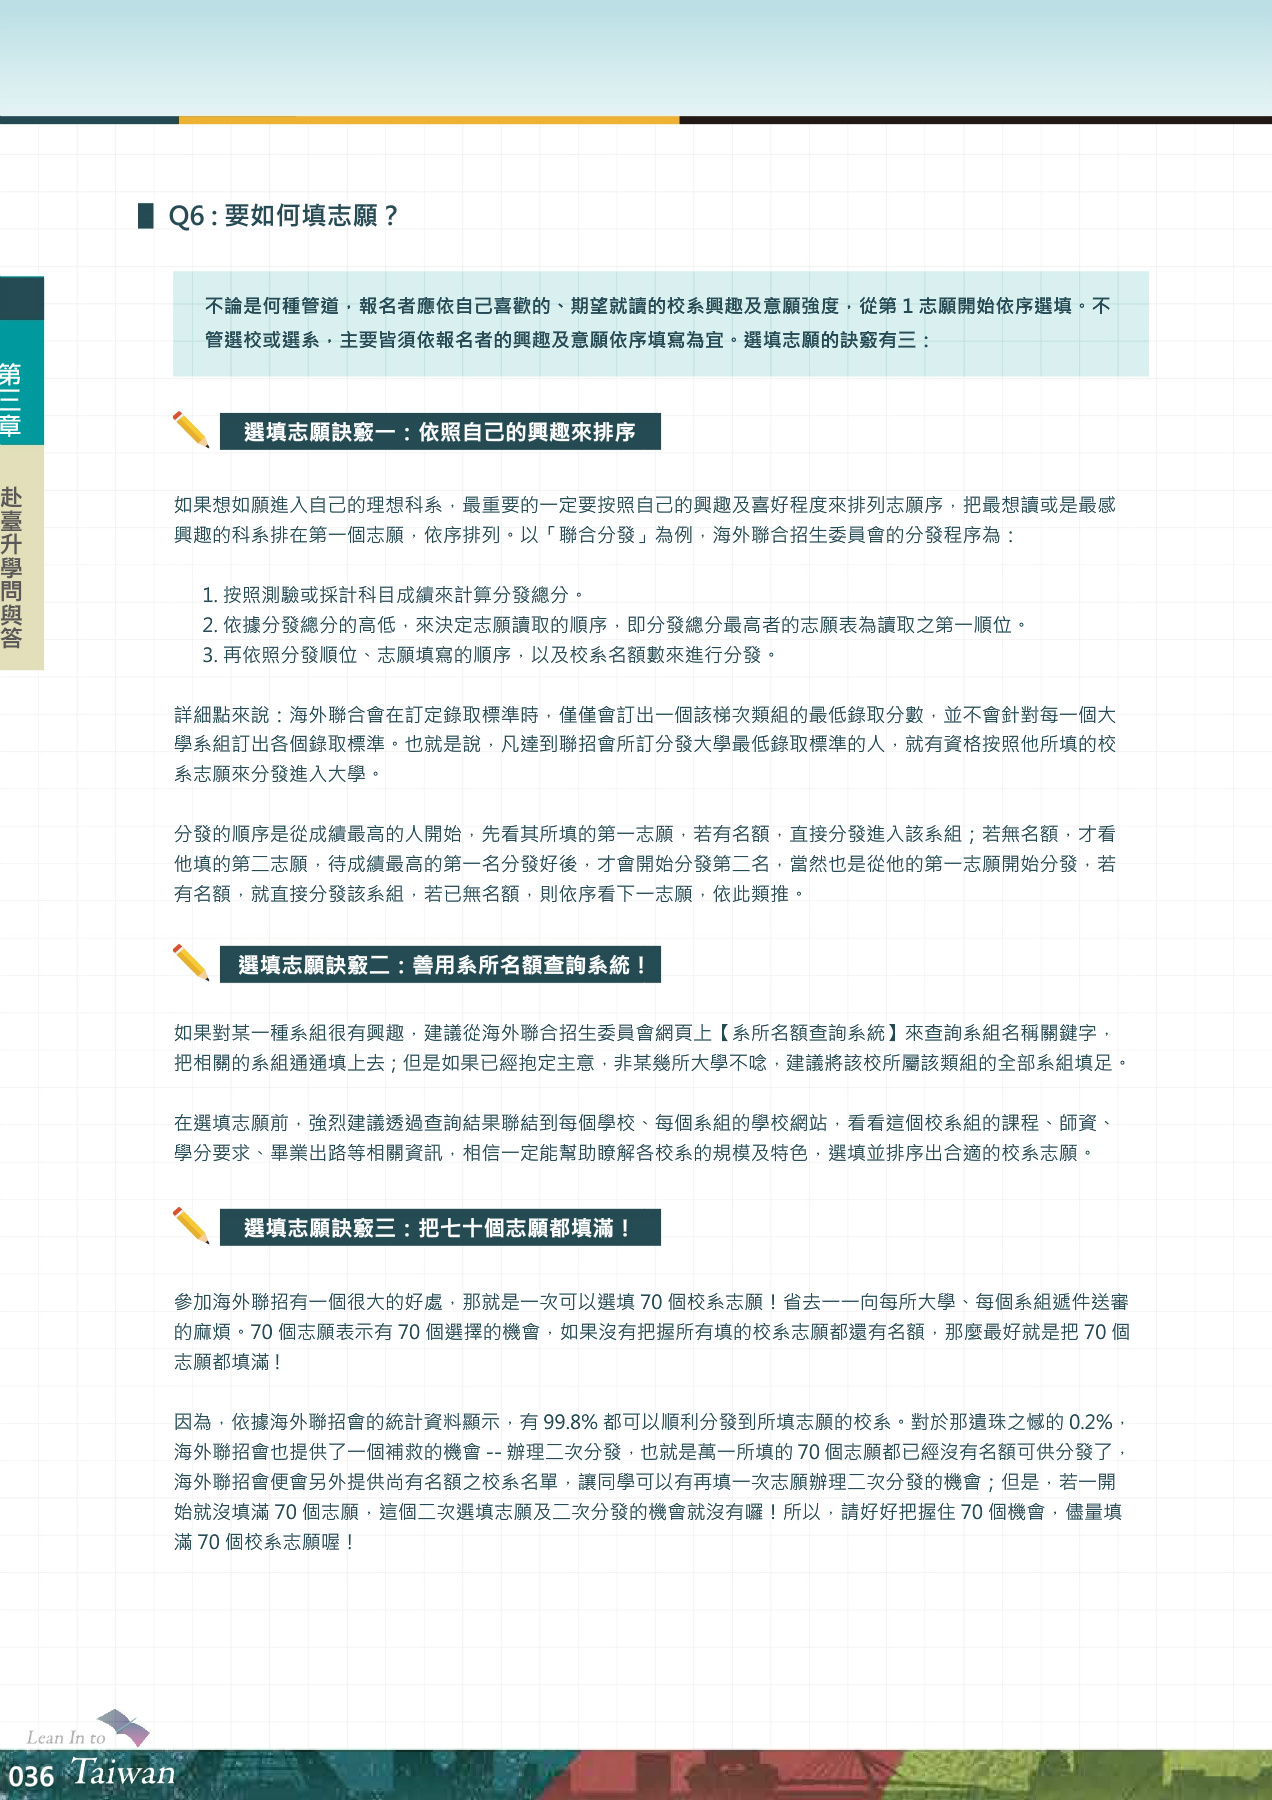 Q6 : 要如何填志願？
不論是何種管道，報名者應依自己喜歡的、期望就讀的校系興趣及意願強度，從第 1 志願開始依序選填。不
管選校或選系，主要皆須依報名者的興趣及意願依序填寫為宜。選填志願的訣竅有三：
第三章
赴臺升學問與答
選填志願訣竅一：依照自己的興趣來排序
如果想如願進入自己的理想科系，最重要的一定要按照自己的興趣及喜好程度來排列志願序，把最想讀或是最感
興趣的科系排在第一個志願，依序排列。以「聯合分發」為例，海外聯合招生委員會的分發程序為：
1. 按照測驗或採計科目成績來計算分發總分。
2. 依據分發總分的高低，來決定志願讀取的順序，即分發總分最高者的志願表為讀取之第一順位。
3. 再依照分發順位、志願填寫的順序，以及校系名額數來進行分發。
詳細點來說：海外聯合會在訂定錄取標準時，僅僅會訂出一個該梯次類組的最低錄取分數，並不會針對每一個大
學系組訂出各個錄取標準。也就是說，凡達到聯招會所訂分發大學最低錄取標準的人，就有資格按照他所填的校
系志願來分發進入大學。
分發的順序是從成績最高的人開始，先看其所填的第一志願，若有名額，直接分發進入該系組；若無名額，才看
他填的第二志願，待成績最高的第一名分發好後，才會開始分發第二名，當然也是從他的第一志願開始分發，若
有名額，就直接分發該系組，若已無名額，則依序看下一志願，依此類推。
選填志願訣竅二：善用系所名額查詢系統！
如果對某一種系組很有興趣，建議從海外聯合招生委員會網頁上【系所名額查詢系統】來查詢系組名稱關鍵字，
把相關的系組通通填上去；但是如果已經抱定主意，非某幾所大學不唸，建議將該校所屬該類組的全部系組填足。
在選填志願前，強烈建議透過查詢結果聯結到每個學校、每個系組的學校網站，看看這個校系組的課程、師資、
學分要求、畢業出路等相關資訊，相信一定能幫助瞭解各校系的規模及特色，選填並排序出合適的校系志願。
選填志願訣竅三：把七十個志願都填滿！
參加海外聯招有一個很大的好處，那就是一次可以選填 70 個校系志願！省去一一向每所大學、每個系組遞件送審
的麻煩。70 個志願表示有 70 個選擇的機會，如果沒有把握所有填的校系志願都還有名額，那麼最好就是把 70 個
志願都填滿！
因為，依據海外聯招會的統計資料顯示，有 99.8% 都可以順利分發到所填志願的校系。對於那遺珠之憾的 0.2%，
海外聯招會也提供了一個補救的機會 -- 辦理二次分發，也就是萬一所填的 70 個志願都已經沒有名額可供分發了，
海外聯招會便會另外提供尚有名額之校系名單，讓同學可以有再填一次志願辦理二次分發的機會；但是，若一開
始就沒填滿 70 個志願，這個二次選填志願及二次分發的機會就沒有囉！所以，請好好把握住 70 個機會，儘量填
滿 70 個校系志願喔！
Lean In to
036 Taiwan